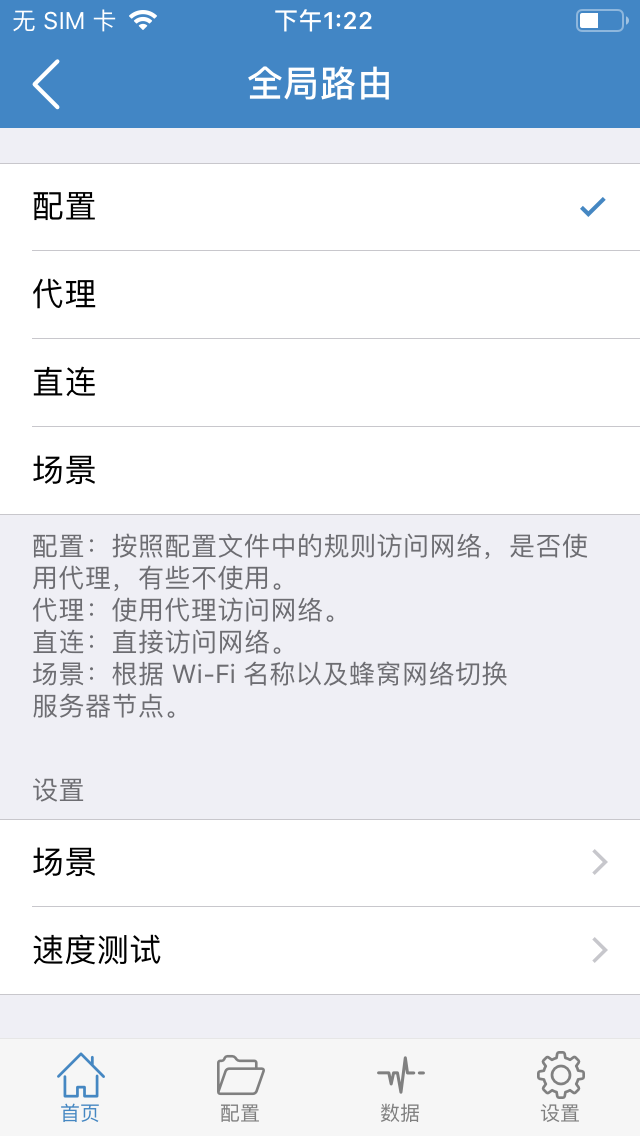 无 SIM 卡 下午1:22
全局路由
配置
代理
直连
场景
配置：按照配置文件中的规则访问网络，是否使
用代理，有些不使用。
代理：使用代理访问网络。
直连：直接访问网络。
场景：根据 Wi-Fi 名称以及蜂窝网络切换
服务器节点。
设置
场景
速度测试
首页 配置 数据 设置